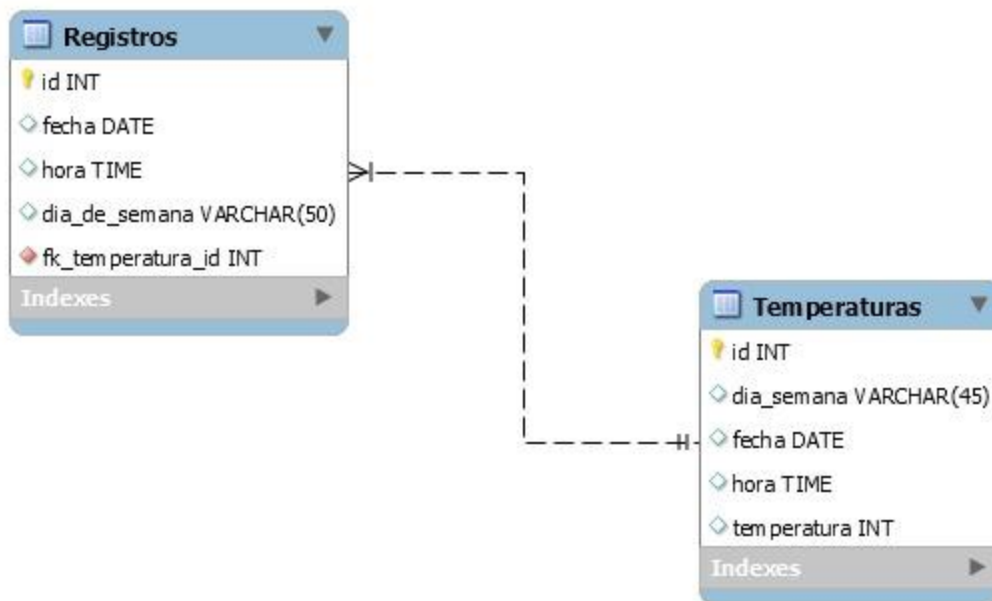 Registros
id INT
fecha DATE
hora TIME
dia_de_semana VARCHAR(50)
fk_temperatura_id INT
Indexes
Temperaturas
id INT
dia_semana VARCHAR(45)
fecha DATE
hora TIME
temperatura INT
Indexes